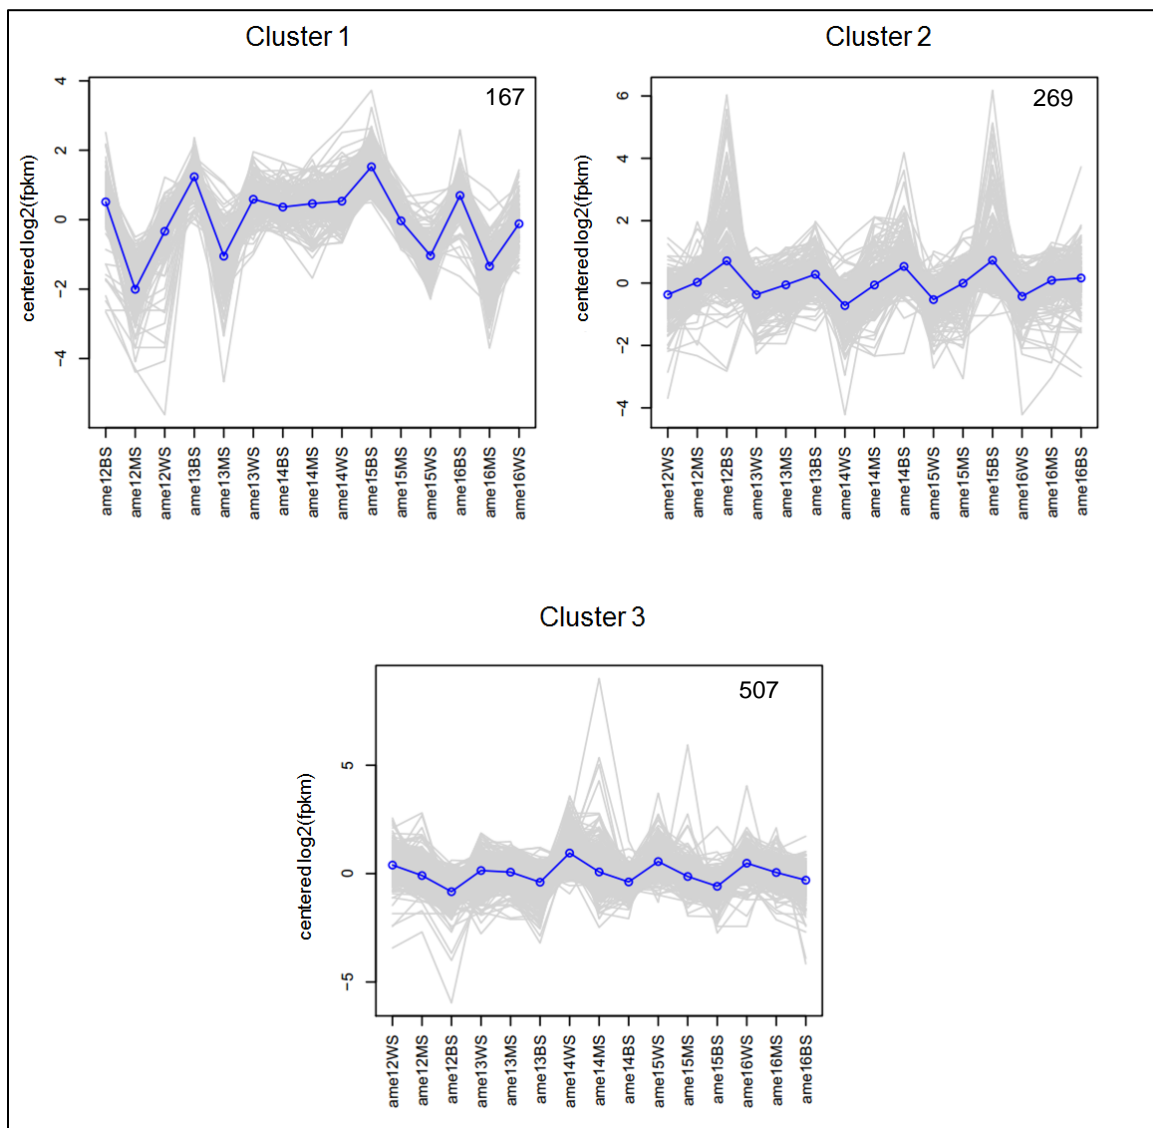 Cluster 1
167
centered log2(fpkm)
4
2
0
−2
−4
ame12BS
ame12MS
ame12WS
ame13BS
ame13MS
ame13WS
ame14BS
ame14MS
ame14WS
ame15BS
ame15MS
ame15WS
ame16BS
ame16MS
ame16WS
Cluster 2
269
centered log2(fpkm)
6
4
2
0
−2
−4
ame12WS
ame12MS
ame12BS
ame13WS
ame13MS
ame13BS
ame14WS
ame14MS
ame14BS
ame15WS
ame15MS
ame15BS
ame16WS
ame16MS
ame16BS
Cluster 3
507
centered log2(fpkm)
5
0
−5
ame12WS
ame12MS
ame12BS
ame13WS
ame13MS
ame13BS
ame14WS
ame14MS
ame14BS
ame15WS
ame15MS
ame15BS
ame16WS
ame16MS
ame16BS